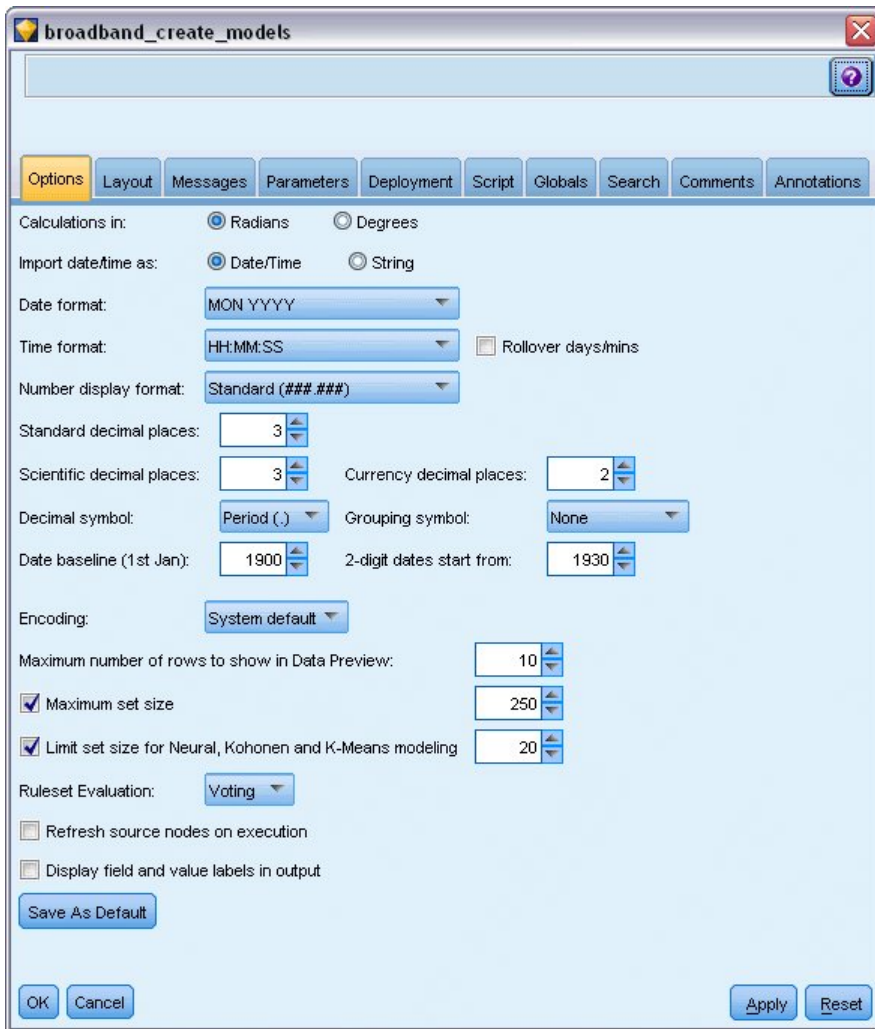 broadband_create_models
Options Layout Messages Parameters Deployment Script Globals Search Comments Annotations
Calculations in: Radians Degrees
Import date/time as: Date/Time String
Date format: MON YYYY
Time format: HH:MM:SS Rollover days/mins
Number display format: Standard (###.###)
Standard decimal places: 3
Scientific decimal places: 3 Currency decimal places: 2
Decimal symbol: Period (.) Grouping symbol: None
Date baseline (1st Jan): 1900 2-digit dates start from: 1930
Encoding: System default
Maximum number of rows to show in Data Preview: 10
Maximum set size 250
Limit set size for Neural, Kohonen and K-Means modeling 20
Ruleset Evaluation: Voting
Refresh source nodes on execution
Display field and value labels in output
Save As Default
OK Cancel Apply Reset